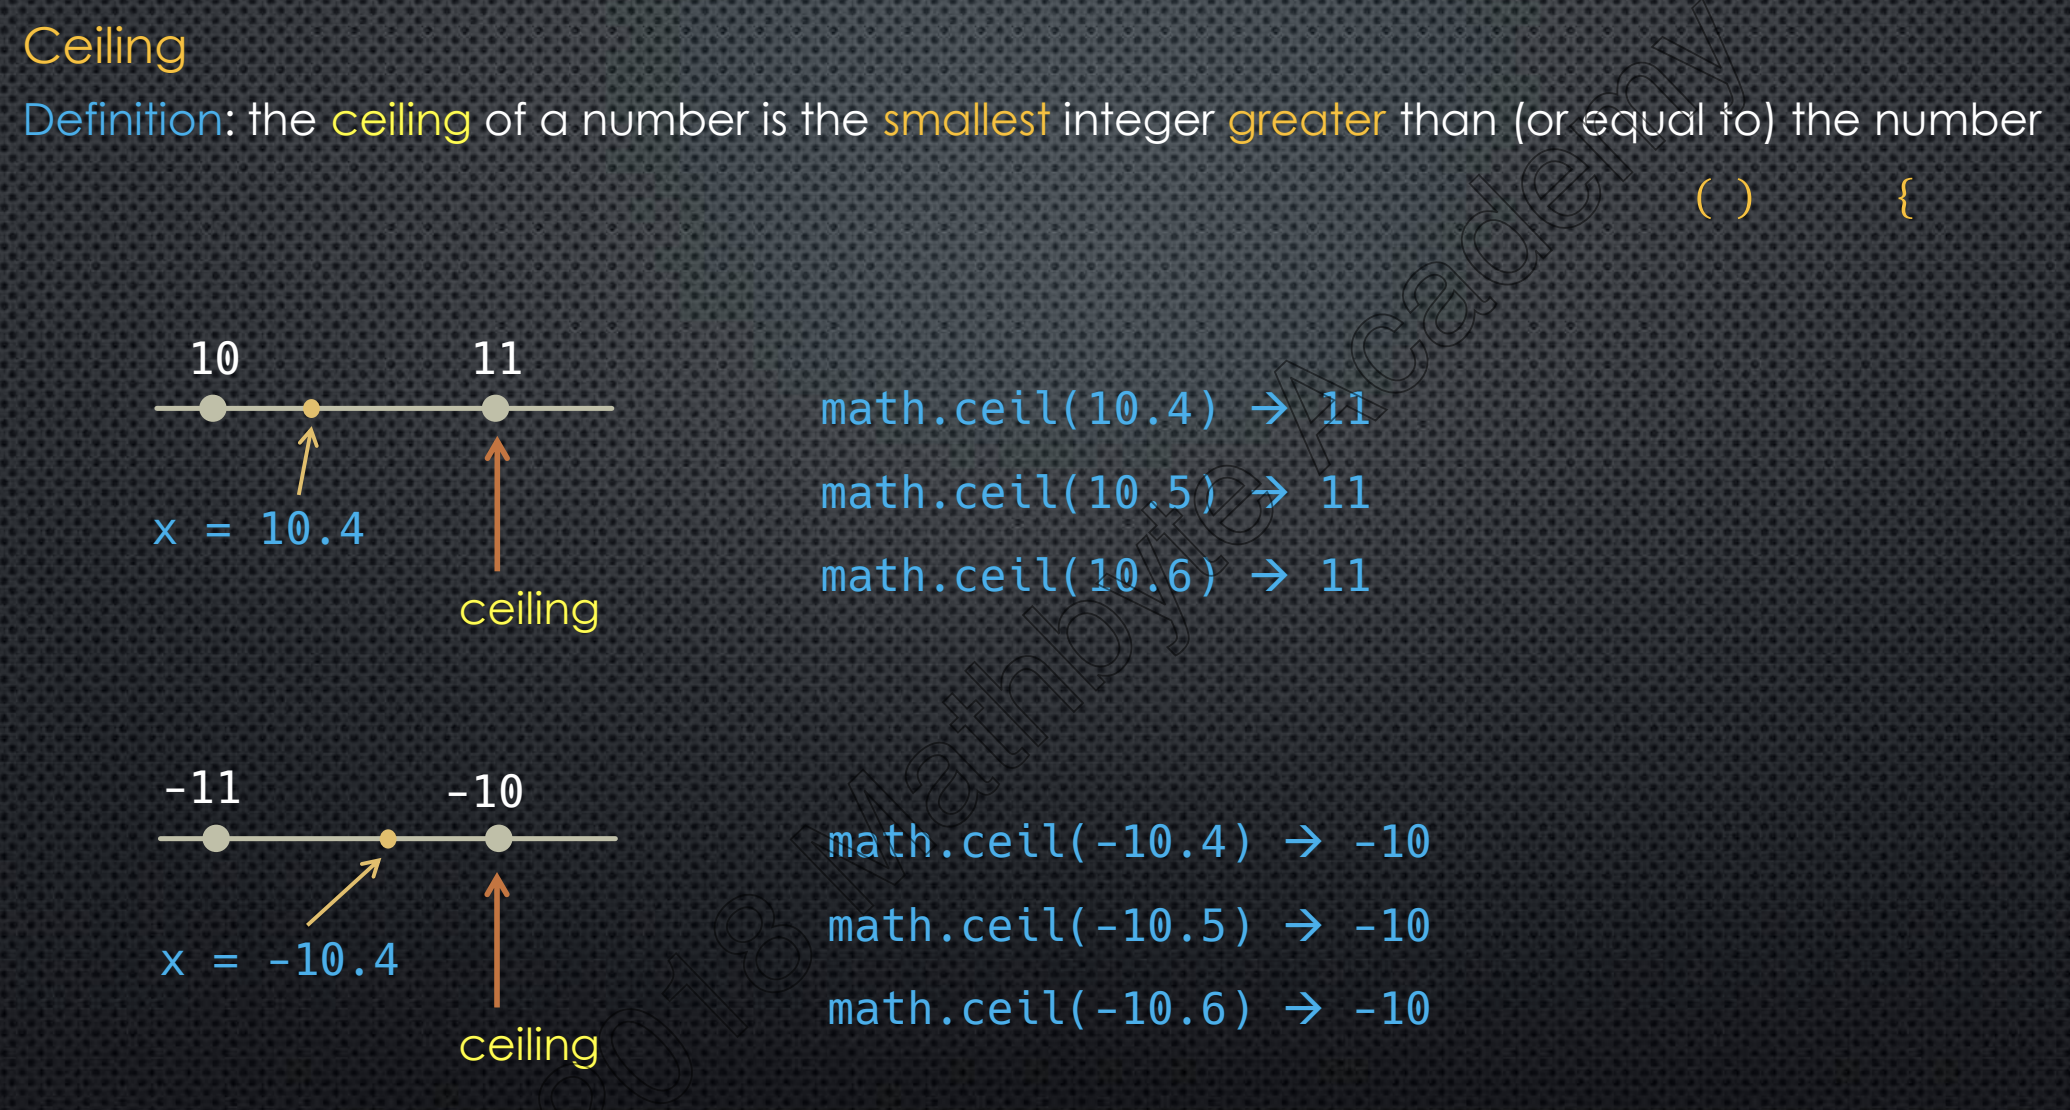 Ceiling
Definition: the ceiling of a number is the smallest integer greater than (or equal to) the number
( ) {
10 11
math.ceil(10.4) → 11
math.ceil(10.5) → 11
x = 10.4
math.ceil(10.6) → 11
ceiling
-11 -10
math.ceil(-10.4) → -10
math.ceil(-10.5) → -10
x = -10.4
math.ceil(-10.6) → -10
ceiling
Mathbyte Academy